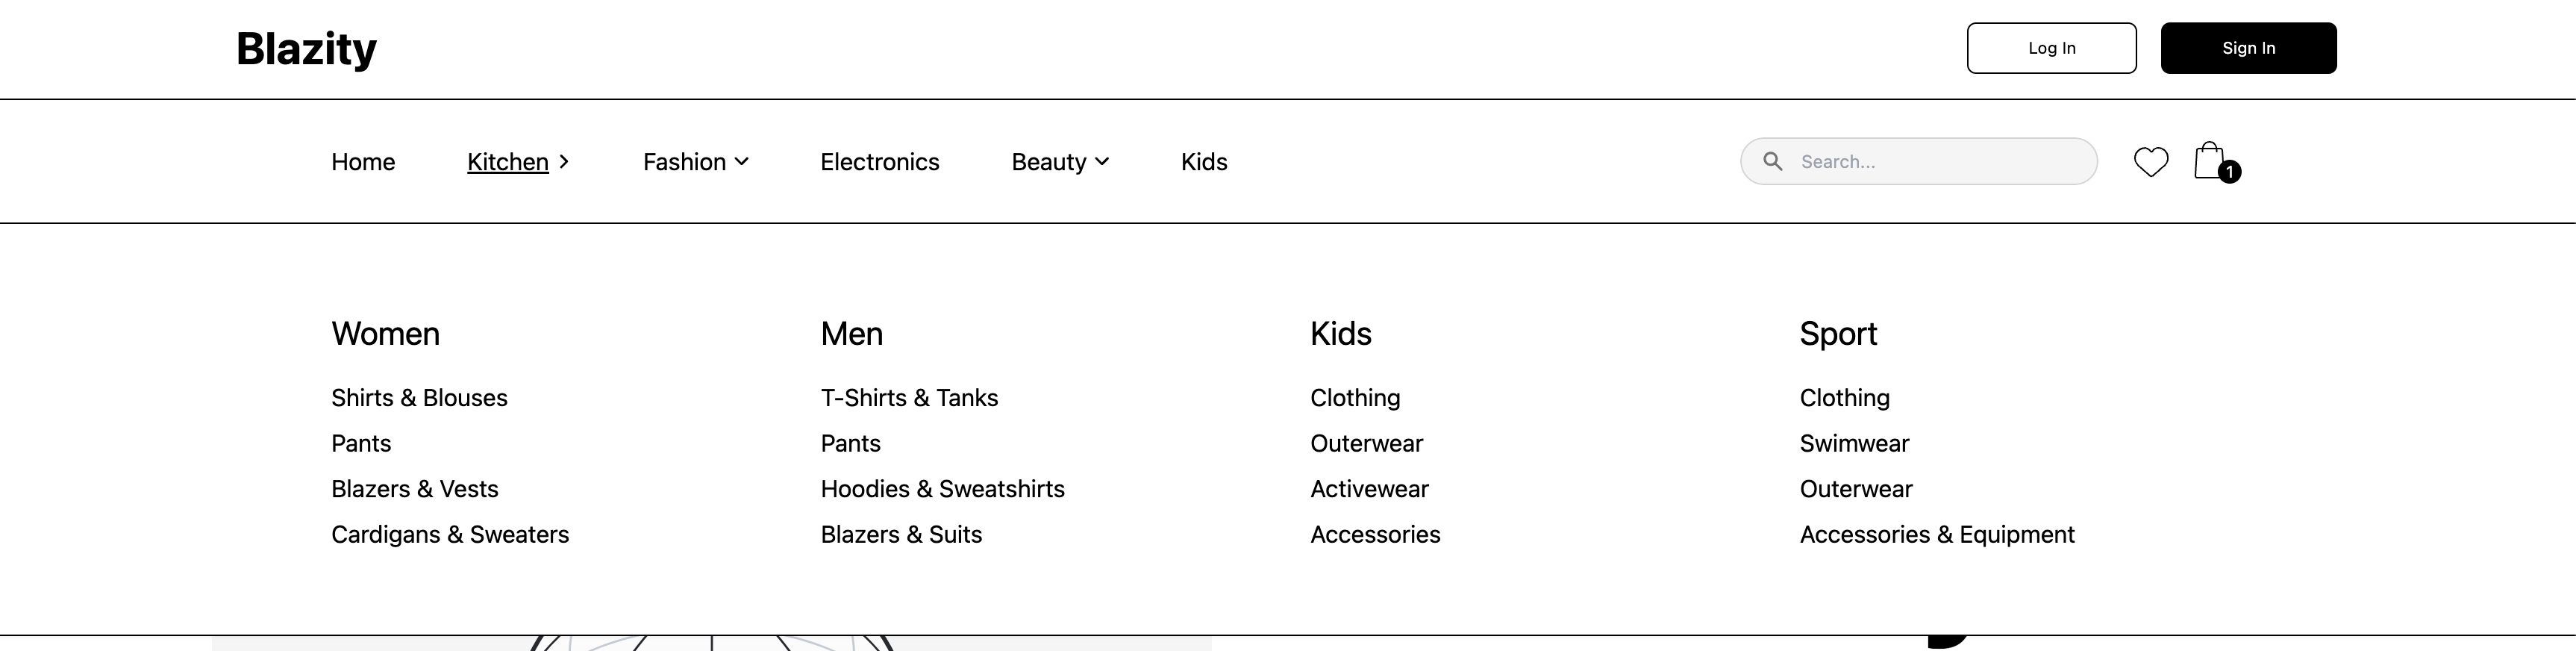 Blazity
Log In
Sign In
Home Kitchen Fashion Electronics Beauty Kids
Search...
1
Women
Shirts & Blouses
Pants
Blazers & Vests
Cardigans & Sweaters
Men
T-Shirts & Tanks
Pants
Hoodies & Sweatshirts
Blazers & Suits
Kids
Clothing
Outerwear
Activewear
Accessories
Sport
Clothing
Swimwear
Outerwear
Accessories & Equipment